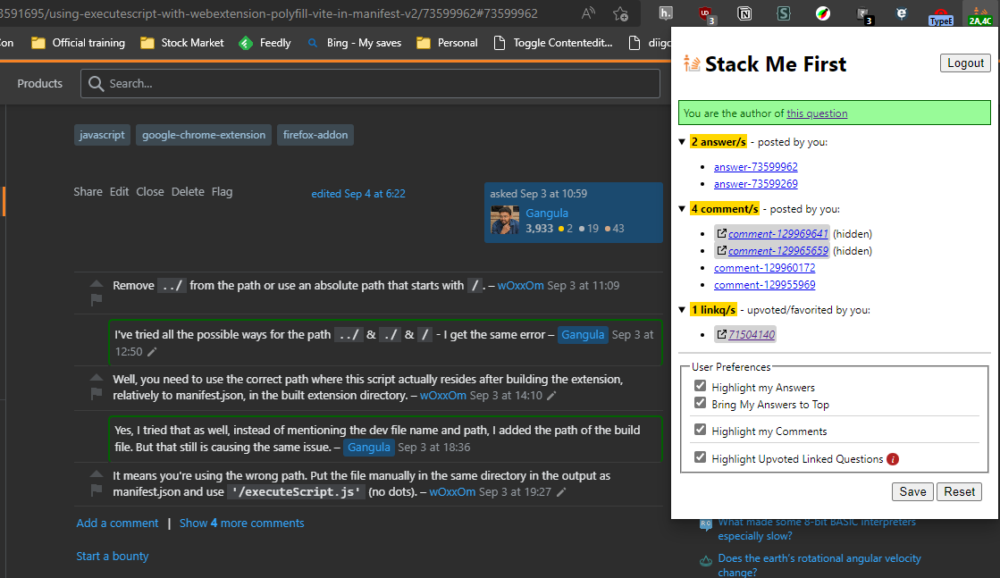 3591695/using-executescript-with-webextension-polyfill-vite-in-manifest-v2/73599962#73599962
on
Official training
Stock Market
Feedly
Bing - My saves
Personal
Toggle Contentedit...
diigo
3
3
TypeE
2A,4C
Products
Search...
javascript
google-chrome-extension
firefox-addon
Share Edit Close Delete Flag
edited Sep 4 at 6:22
asked Sep 3 at 10:59
Gangula
3,933 2 19 43
Remove ../ from the path or use an absolute path that starts with /. – wOxxOm Sep 3 at 11:09
I've tried all the possible ways for the path ../ & ./ & / - I get the same error – Gangula Sep 3 at
12:50
Well, you need to use the correct path where this script actually resides after building the extension,
relatively to manifest.json, in the built extension directory. – wOxxOm Sep 3 at 14:10
Yes, I tried that as well, instead of mentioning the dev file name and path, I added the path of the build
file. But that still is causing the same issue. – Gangula Sep 3 at 18:36
It means you're using the wrong path. Put the file manually in the same directory in the output as
manifest.json and use '/executeScript.js' (no dots). – wOxxOm Sep 3 at 19:27
Add a comment | Show 4 more comments
Start a bounty
Stack Me First
Logout
You are the author of this question
2 answer/s - posted by you:
answer-73599962
answer-73599269
4 comment/s - posted by you:
comment-129969641 (hidden)
comment-129965659 (hidden)
comment-129960172
comment-129955969
1 linkq/s - upvoted/favorited by you:
71504140
User Preferences
Highlight my Answers
Bring My Answers to Top
Highlight my Comments
Highlight Upvoted Linked Questions
Save
Reset
What made some 8-bit BASIC interpreters
especially slow?
Does the earth's rotational angular velocity
change?